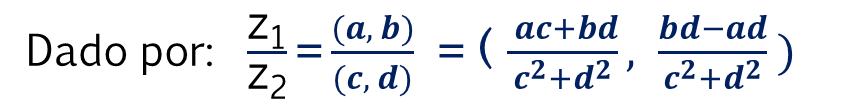 Dado por: z₁/z₂ = (a, b)/(c, d) = ( ac+bd/c²+d² , bd−ad/c²+d² )